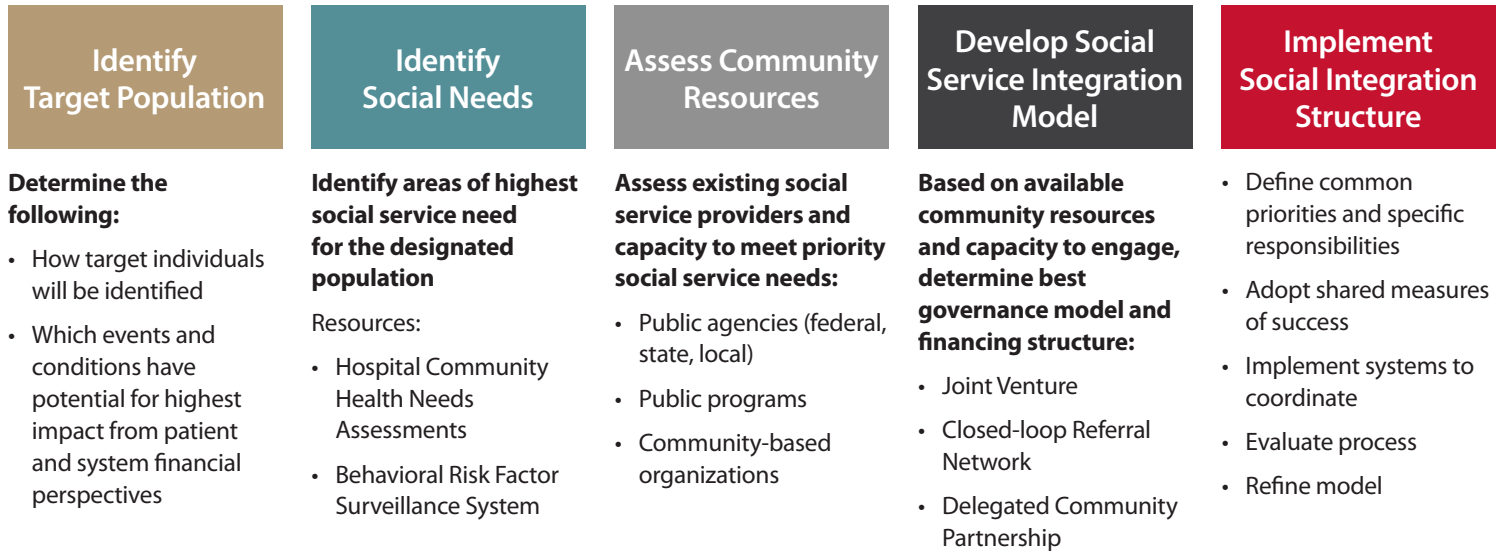 Identify
Target Population
Determine the
following:
• How target individuals
will be identified
• Which events and
conditions have
potential for highest
impact from patient
and system financial
perspectives
Identify
Social Needs
Identify areas of highest
social service need
for the designated
population
Resources:
• Hospital Community
Health Needs
Assessments
• Behavioral Risk Factor
Surveillance System
Assess Community
Resources
Assess existing social
service providers and
capacity to meet priority
social service needs:
• Public agencies (federal,
state, local)
• Public programs
• Community-based
organizations
Develop Social
Service Integration
Model
Based on available
community resources
and capacity to engage,
determine best
governance model and
financing structure:
• Joint Venture
• Closed-loop Referral
Network
• Delegated Community
Partnership
Implement
Social Integration
Structure
• Define common
priorities and specific
responsibilities
• Adopt shared measures
of success
• Implement systems to
coordinate
• Evaluate process
• Refine model